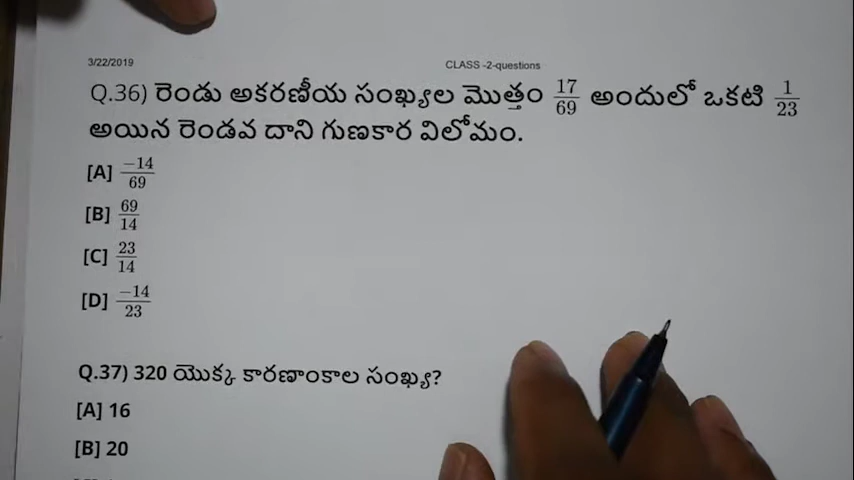 3/22/2019 CLASS -2-questions
Q.36) రెండు అకరణీయ సంఖ్యల మొత్తం 17/69 అందులో ఒకటి 1/23
అయిన రెండవ దాని గుణకార విలోమం.
[A] −14/69
[B] 69/14
[C] 23/14
[D] −14/23
Q.37) 320 యొక్క కారణాంకాల సంఖ్య?
[A] 16
[B] 20